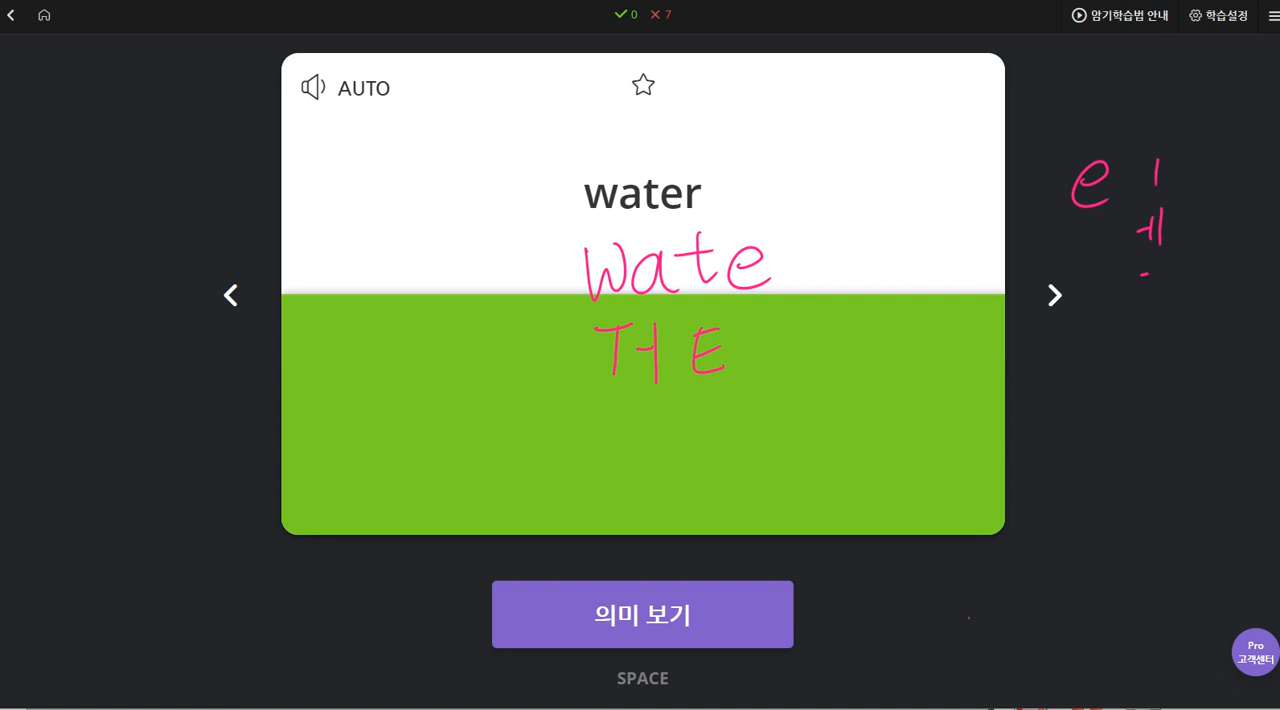 0 7 암기학습법 안내 학습설정
AUTO
water
wate
TㅓE
e ㅣ
ㅔ
-
의미 보기
SPACE
Pro
고객센터